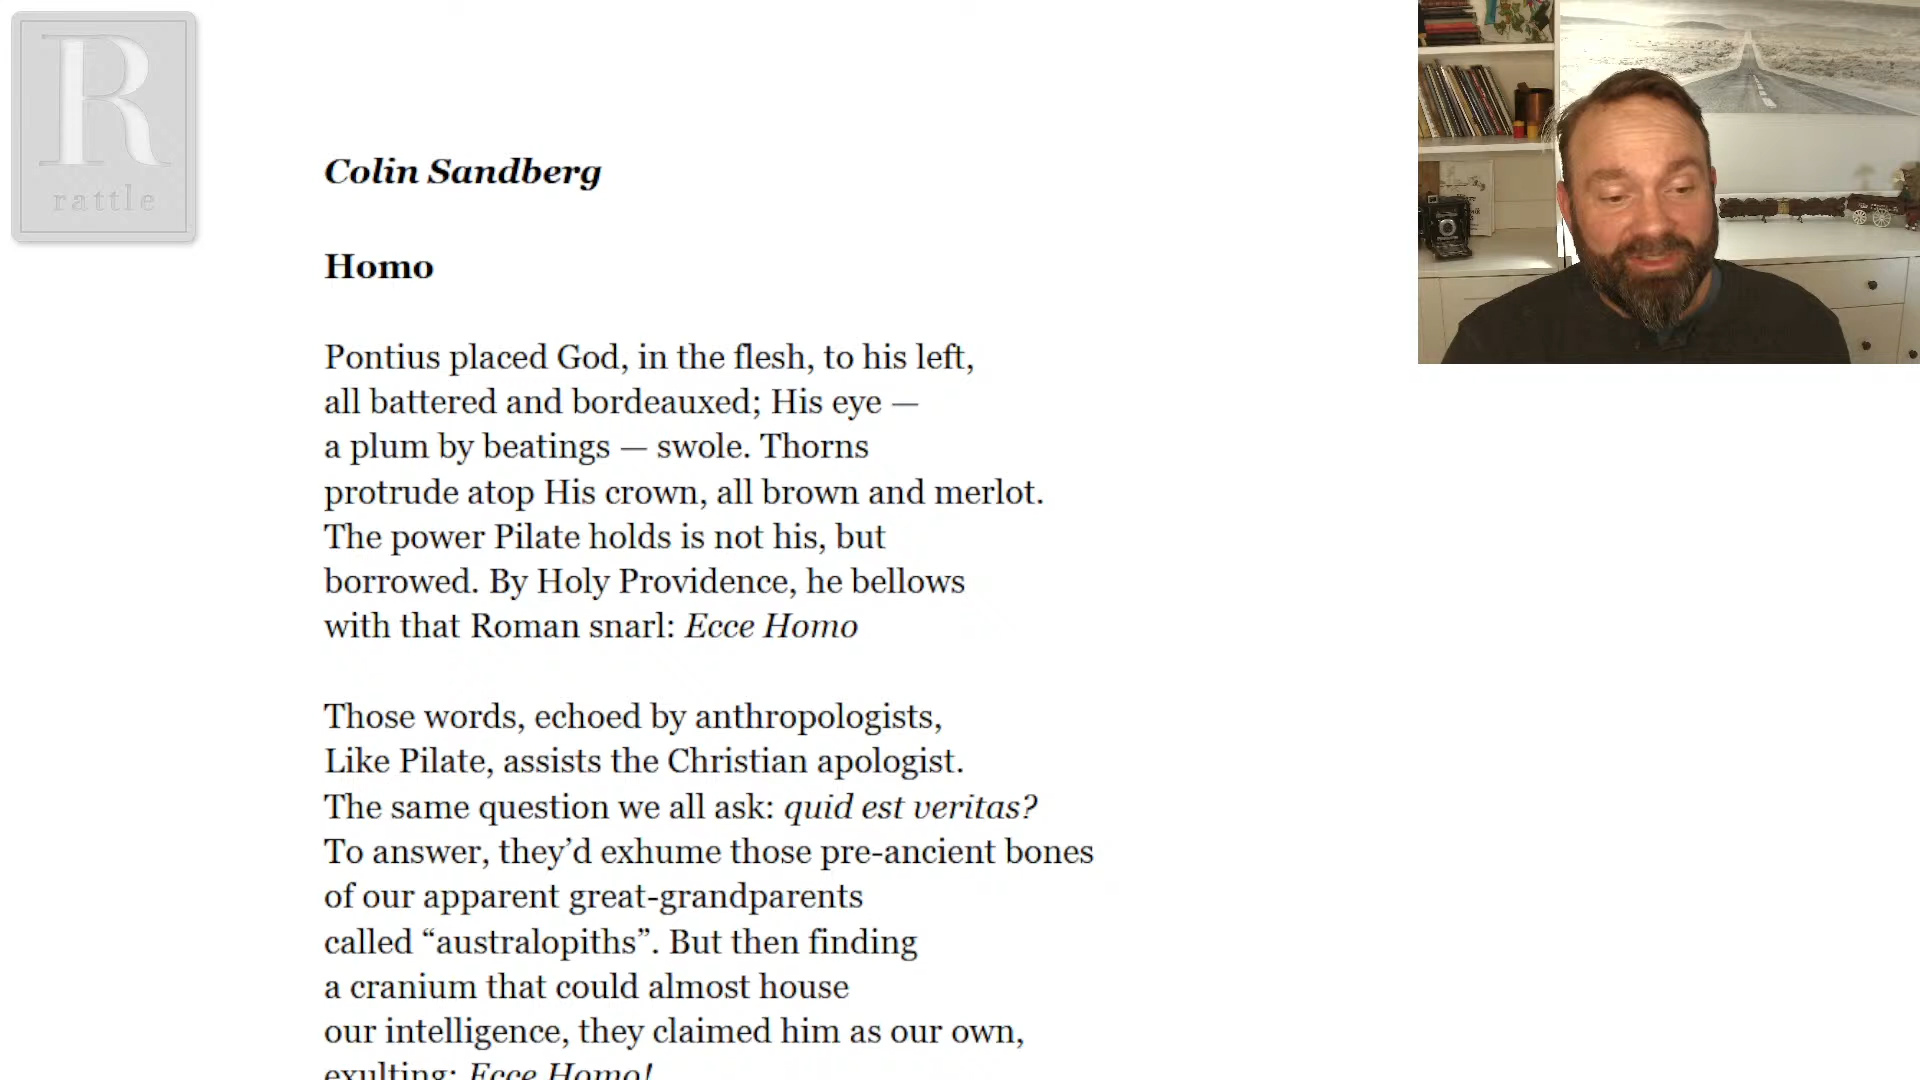 R
rattle
Colin Sandberg
Homo
Pontius placed God, in the flesh, to his left,
all battered and bordeauxed; His eye —
a plum by beatings — swole. Thorns
protrude atop His crown, all brown and merlot.
The power Pilate holds is not his, but
borrowed. By Holy Providence, he bellows
with that Roman snarl: Ecce Homo
Those words, echoed by anthropologists,
Like Pilate, assists the Christian apologist.
The same question we all ask: quid est veritas?
To answer, they’d exhume those pre-ancient bones
of our apparent great-grandparents
called “australopiths”. But then finding
a cranium that could almost house
our intelligence, they claimed him as our own,
exulting: Ecce Homo!